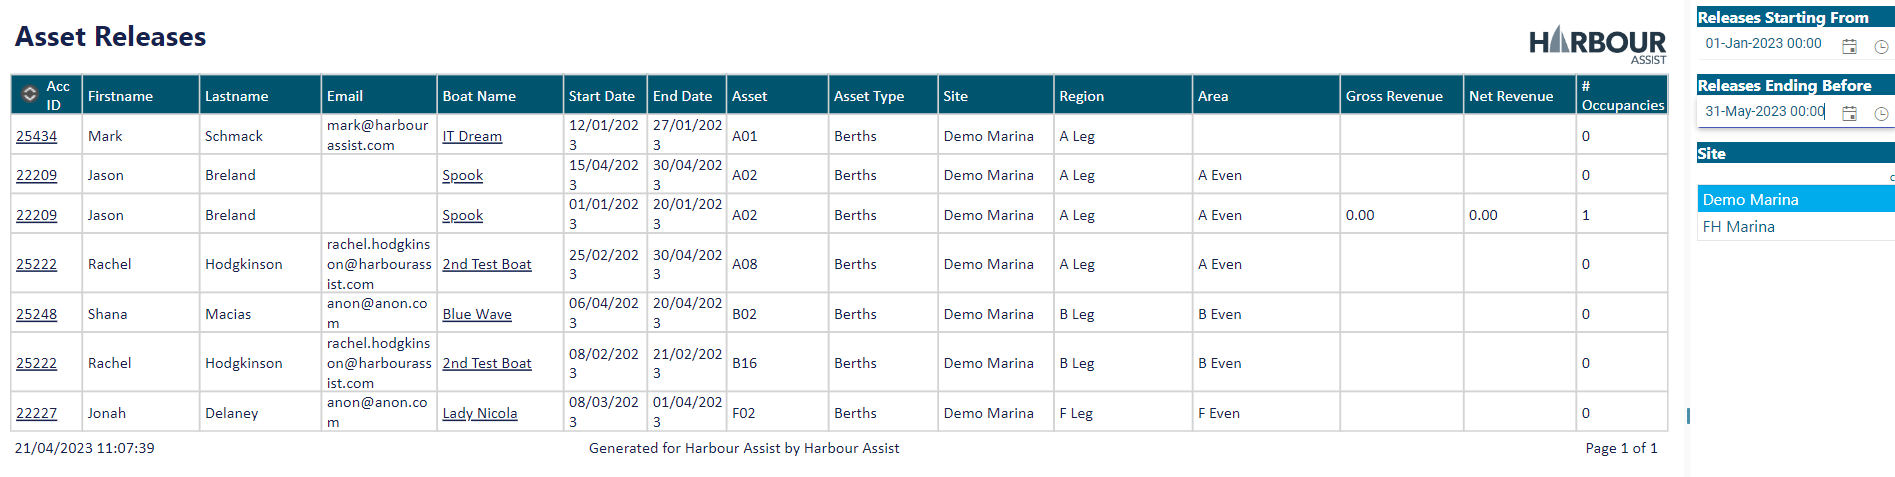 Asset Releases
HARBOUR
ASSIST
Acc ID Firstname Lastname Email Boat Name Start Date End Date Asset Asset Type Site Region Area Gross Revenue Net Revenue # Occupancies
25434 Mark Schmack mark@harbourassist.com IT Dream 12/01/2023 27/01/2023 A01 Berths Demo Marina A Leg 0
22209 Jason Breland Spook 15/04/2023 30/04/2023 A02 Berths Demo Marina A Leg A Even 0
22209 Jason Breland Spook 01/01/2023 20/01/2023 A02 Berths Demo Marina A Leg A Even 0.00 0.00 1
25222 Rachel Hodgkinson rachel.hodgkinson@harbourassist.com 2nd Test Boat 25/02/2023 30/04/2023 A08 Berths Demo Marina A Leg A Even 0
25248 Shana Macias anon@anon.com Blue Wave 06/04/2023 20/04/2023 B02 Berths Demo Marina B Leg B Even 0
25222 Rachel Hodgkinson rachel.hodgkinson@harbourassist.com 2nd Test Boat 08/02/2023 21/02/2023 B16 Berths Demo Marina B Leg B Even 0
22227 Jonah Delaney anon@anon.com Lady Nicola 08/03/2023 01/04/2023 F02 Berths Demo Marina F Leg F Even 0
21/04/2023 11:07:39 Generated for Harbour Assist by Harbour Assist Page 1 of 1
Releases Starting From
01-Jan-2023 00:00
Releases Ending Before
31-May-2023 00:00
Site
Demo Marina
FH Marina